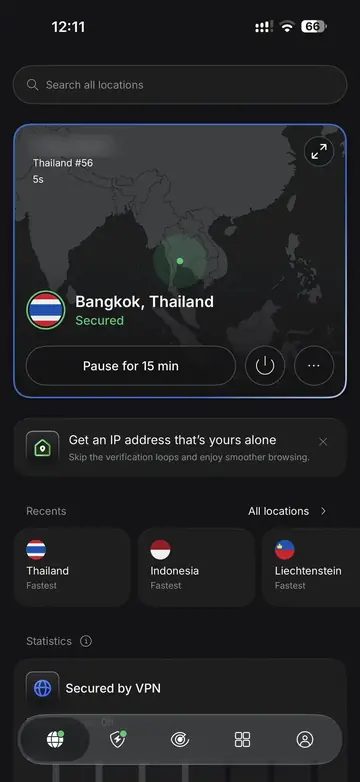 12:11
66
Search all locations
Thailand #56
5s
Bangkok, Thailand
Secured
Pause for 15 min
Get an IP address that's yours alone
Skip the verification loops and enjoy smoother browsing.
Recents
All locations
Thailand
Fastest
Indonesia
Fastest
Liechtenstein
Fastest
Statistics
Secured by VPN
On